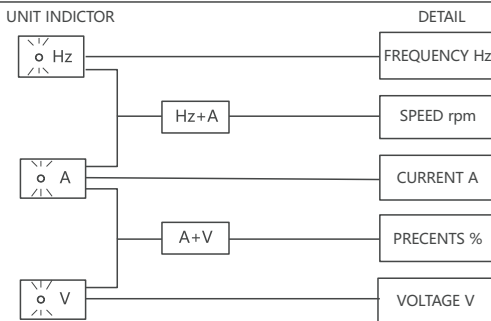 UNIT INDICTOR DETAIL
Hz FREQUENCY Hz
Hz+A SPEED rpm
A CURRENT A
A+V PRECENTS %
V VOLTAGE V